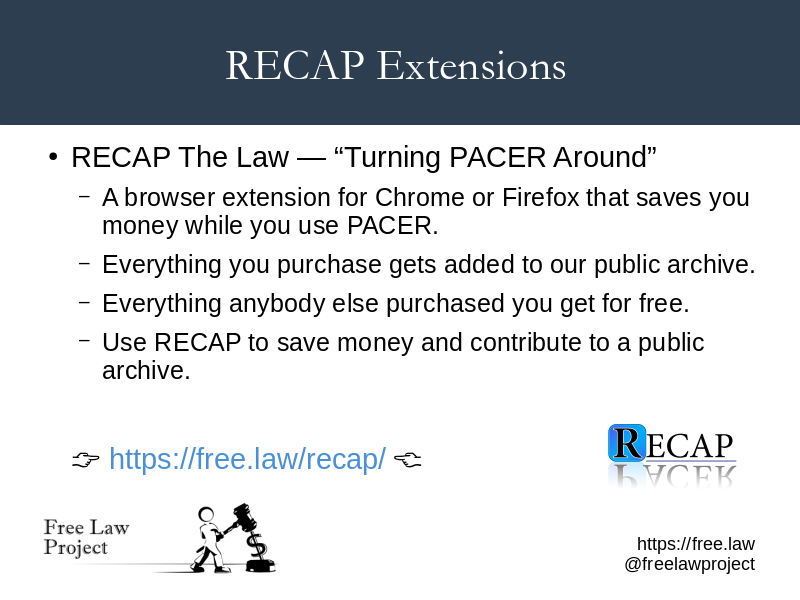 RECAP Extensions
• RECAP The Law — “Turning PACER Around”
– A browser extension for Chrome or Firefox that saves you
money while you use PACER.
– Everything you purchase gets added to our public archive.
– Everything anybody else purchased you get for free.
– Use RECAP to save money and contribute to a public
archive.
☞ https://free.law/recap/ ☜
RECAP
PACER
Free Law
Project
$
https://free.law
@freelawproject